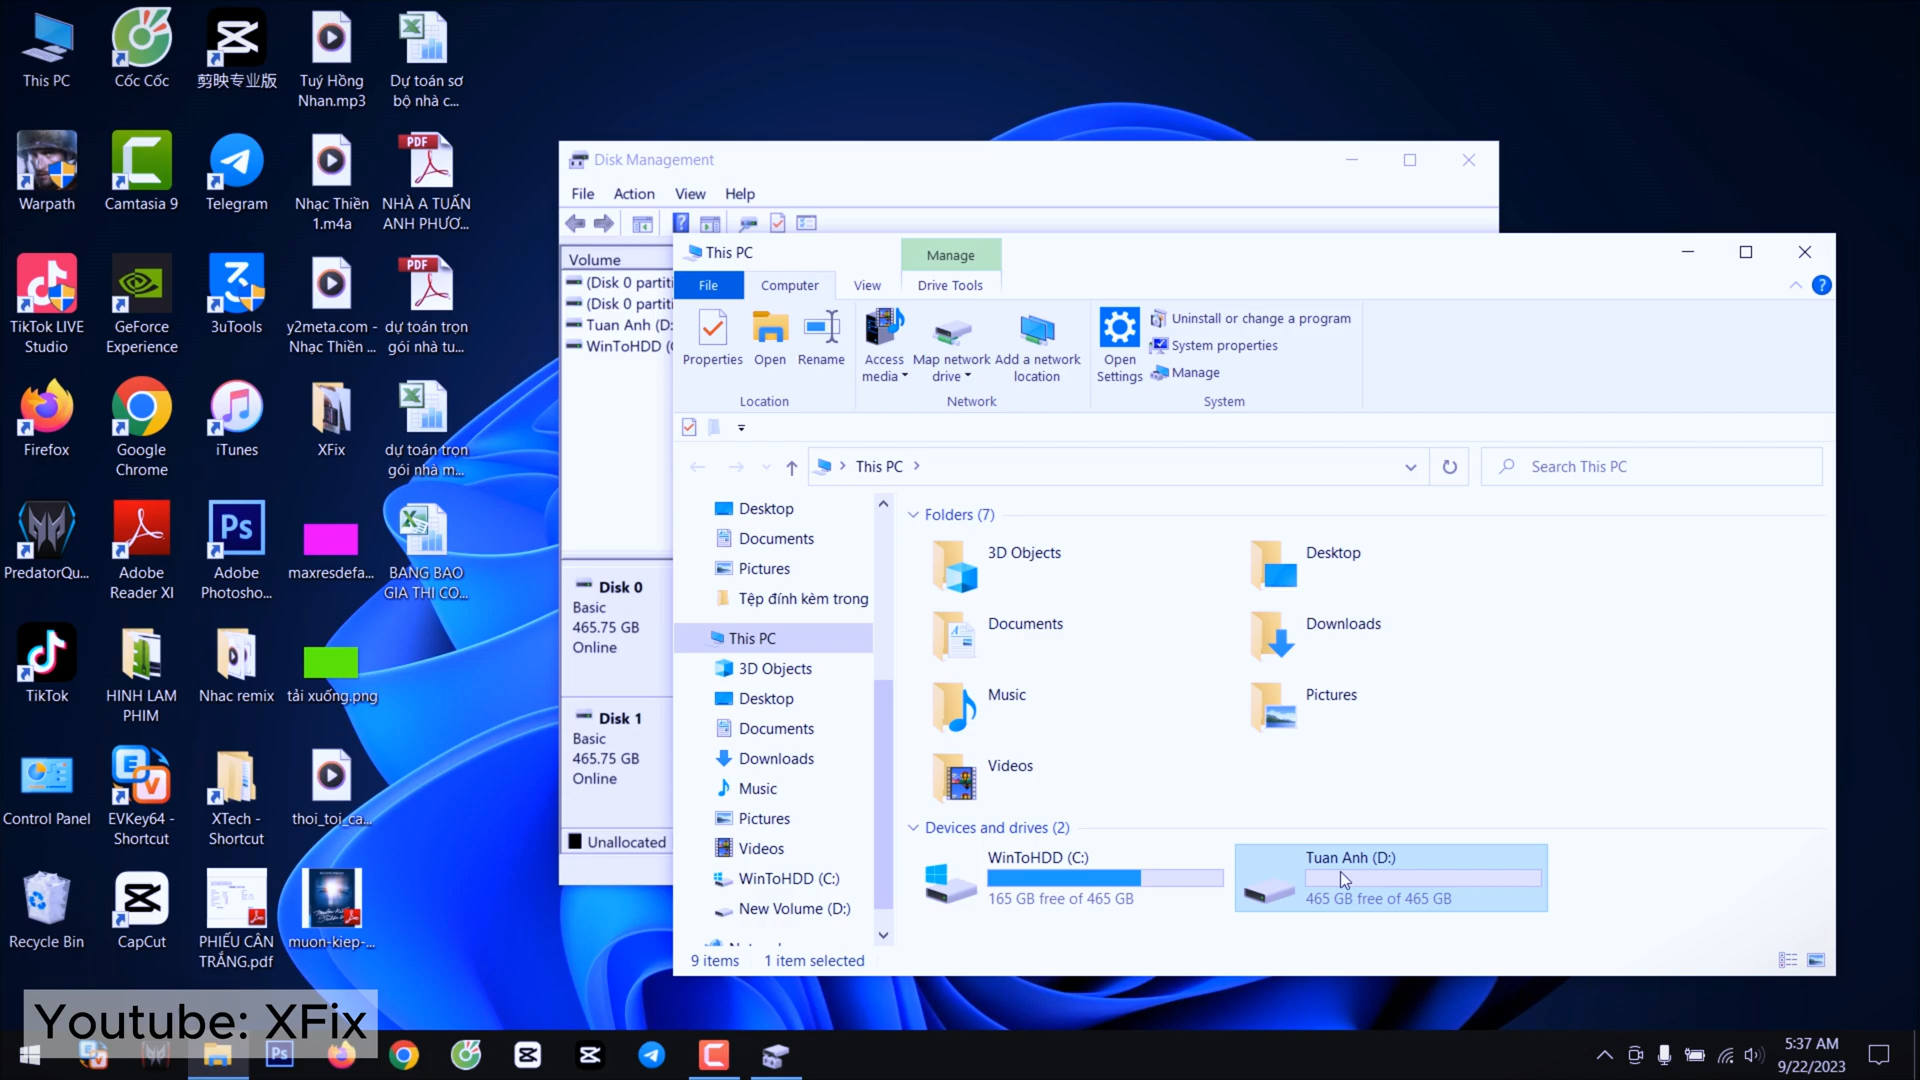 This PC
Cốc Cốc
剪映专业版
Tuý Hồng
Nhan.mp3
Dự toán sơ
bộ nhà c...
Warpath
Camtasia 9
Telegram
Nhạc Thiền
1.m4a
PDF
NHÀ A TUẤN
ANH PHƯƠ...
TikTok LIVE
Studio
GeForce
Experience
3uTools
y2meta.com -
Nhạc Thiền ...
PDF
dự toán trọn
gói nhà tu...
Firefox
Google
Chrome
iTunes
XFix
dự toán trọn
gói nhà m...
PredatorQu...
Adobe
Reader XI
Ps
Adobe
Photosho...
maxresdefa...
BANG BAO
GIA THI CO...
TikTok
HINH LAM
PHIM
Nhac remix
tải xuống.png
Control Panel
EVKey64 -
Shortcut
XTech -
Shortcut
thoi_toi_ca...
Recycle Bin
CapCut
PHIẾU CÂN
TRẮNG.pdf
muon-kiep-...
Disk Management
File Action View Help
Volume
(Disk 0 partiti
(Disk 0 partiti
Tuan Anh (D:
WinToHDD (
Disk 0
Basic
465.75 GB
Online
Disk 1
Basic
465.75 GB
Online
Unallocated
This PC
Manage
File Computer View Drive Tools
Properties
Open
Rename
Location
Access
media
Map network
drive
Add a network
location
Network
Open
Settings
Uninstall or change a program
System properties
Manage
System
This PC
Search This PC
Desktop
Documents
Pictures
Tệp đính kèm trong
This PC
3D Objects
Desktop
Documents
Downloads
Music
Pictures
Videos
WinToHDD (C:)
New Volume (D:)
Folders (7)
3D Objects
Desktop
Documents
Downloads
Music
Pictures
Videos
Devices and drives (2)
WinToHDD (C:)
165 GB free of 465 GB
Tuan Anh (D:)
465 GB free of 465 GB
9 items 1 item selected
Youtube: XFix
Ps
5:37 AM
9/22/2023